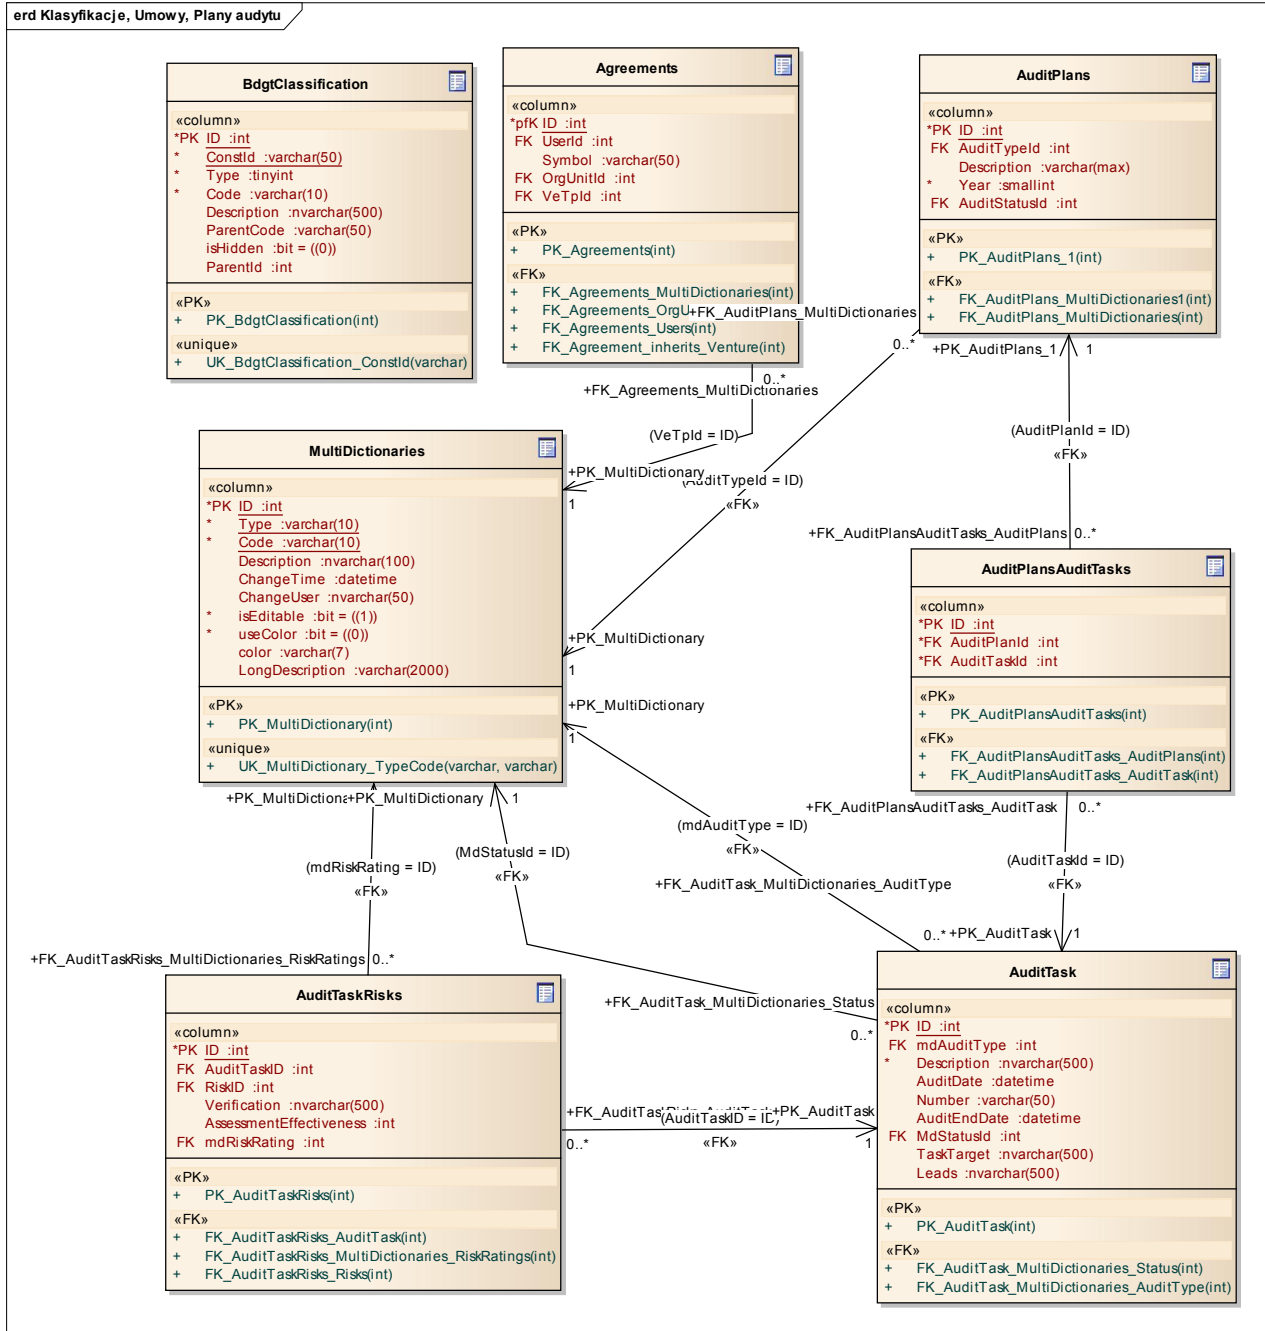 erd Klasyfikacje, Umowy, Plany audytu
BdgtClassification
«column»
*PK ID :int
* ConstId :varchar(50)
* Type :tinyint
* Code :varchar(10)
Description :nvarchar(500)
ParentCode :varchar(50)
isHidden :bit = ((0))
ParentId :int
«PK»
+ PK_BdgtClassification(int)
«unique»
+ UK_BdgtClassification_ConstId(varchar)
Agreements
«column»
*pfK ID :int
FK UserId :int
Symbol :varchar(50)
FK OrgUnitId :int
FK VeTpId :int
«PK»
+ PK_Agreements(int)
«FK»
+ FK_Agreements_MultiDictionaries(int)
+ FK_Agreements_OrgU
+ FK_Agreements_Users(int)
+ FK_Agreement_inherits_Venture(int)
AuditPlans
«column»
*PK ID :int
FK AuditTypeId :int
Description :varchar(max)
* Year :smallint
FK AuditStatusId :int
«PK»
+ PK_AuditPlans_1(int)
«FK»
+ FK_AuditPlans_MultiDictionaries1(int)
+ FK_AuditPlans_MultiDictionaries(int)
+FK_AuditPlans_MultiDictionaries
0..*
+PK_AuditPlans_1 1
0..*
+FK_Agreements_MultiDictionaries
(VeTpId = ID)
+PK_MultiDictionary
1
(AuditTypeId = ID)
«FK»
(AuditPlanId = ID)
«FK»
+FK_AuditPlansAuditTasks_AuditPlans 0..*
MultiDictionaries
«column»
*PK ID :int
* Type :varchar(10)
* Code :varchar(10)
Description :nvarchar(100)
ChangeTime :datetime
ChangeUser :nvarchar(50)
* isEditable :bit = ((1))
* useColor :bit = ((0))
color :varchar(7)
LongDescription :varchar(2000)
«PK»
+ PK_MultiDictionary(int)
«unique»
+ UK_MultiDictionary_TypeCode(varchar, varchar)
+PK_MultiDictionary
1
+PK_MultiDictionary
1
AuditPlansAuditTasks
«column»
*PK ID :int
*FK AuditPlanId :int
*FK AuditTaskId :int
«PK»
+ PK_AuditPlansAuditTasks(int)
«FK»
+ FK_AuditPlansAuditTasks_AuditPlans(int)
+ FK_AuditPlansAuditTasks_AuditTask(int)
+FK_AuditPlansAuditTasks_AuditTask 0..*
+PK_MultiDictiona +PK_MultiDictionary 1
(mdRiskRating = ID)
«FK»
(MdStatusId = ID)
«FK»
(mdAuditType = ID)
«FK»
+FK_AuditTask_MultiDictionaries_AuditType
0..*
(AuditTaskId = ID)
«FK»
+PK_AuditTask 1
+FK_AuditTaskRisks_MultiDictionaries_RiskRatings 0..*
+FK_AuditTask_MultiDictionaries_Status
0..*
AuditTaskRisks
«column»
*PK ID :int
FK AuditTaskID :int
FK RiskID :int
Verification :nvarchar(500)
AssessmentEffectiveness :int
FK mdRiskRating :int
«PK»
+ PK_AuditTaskRisks(int)
«FK»
+ FK_AuditTaskRisks_AuditTask(int)
+ FK_AuditTaskRisks_MultiDictionaries_RiskRatings(int)
+ FK_AuditTaskRisks_Risks(int)
+PK_AuditTask
(AuditTaskID = ID)
0..* «FK» 1
AuditTask
«column»
*PK ID :int
FK mdAuditType :int
* Description :nvarchar(500)
AuditDate :datetime
Number :varchar(50)
AuditEndDate :datetime
FK MdStatusId :int
TaskTarget :nvarchar(500)
Leads :nvarchar(500)
«PK»
+ PK_AuditTask(int)
«FK»
+ FK_AuditTask_MultiDictionaries_Status(int)
+ FK_AuditTask_MultiDictionaries_AuditType(int)